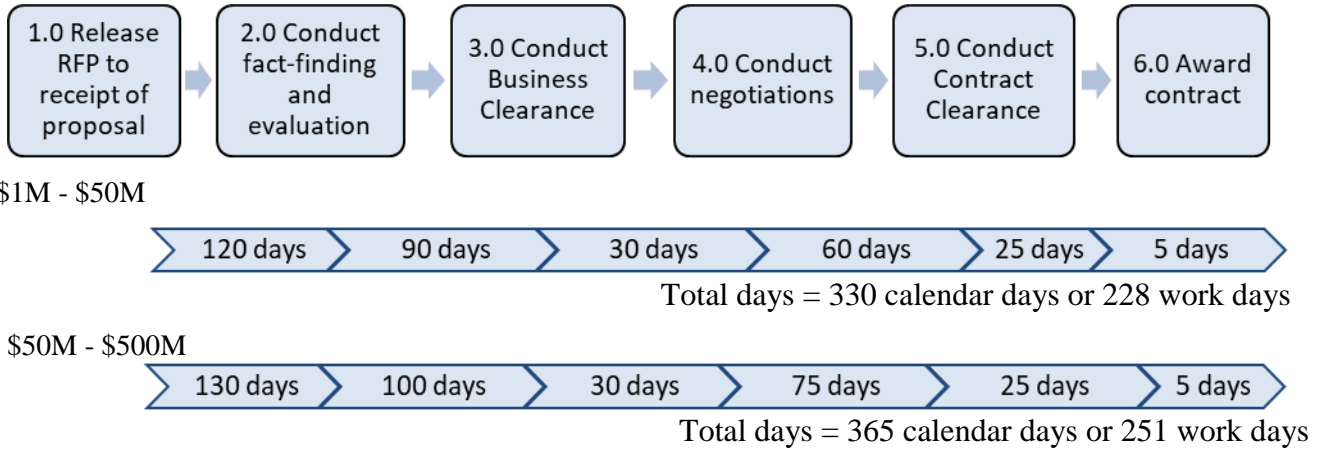 1.0 Release
RFP to
receipt of
proposal
2.0 Conduct
fact-finding
and
evaluation
3.0 Conduct
Business
Clearance
4.0 Conduct
negotiations
5.0 Conduct
Contract
Clearance
6.0 Award
contract
$1M - $50M
120 days
90 days
30 days
60 days
25 days
5 days
Total days = 330 calendar days or 228 work days
$50M - $500M
130 days
100 days
30 days
75 days
25 days
5 days
Total days = 365 calendar days or 251 work days